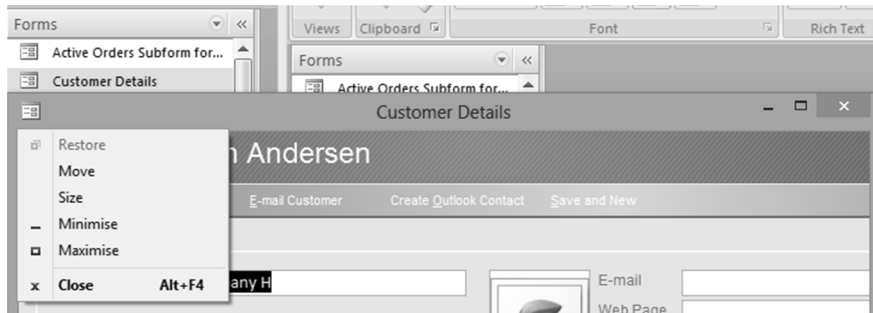 Forms
Active Orders Subform for...
Customer Details
Views Clipboard Font Rich Text
Forms
Active Orders Subform for...
Customer Details
Restore
Move
Size
Minimise
Maximise
Close Alt+F4
n Andersen
E-mail Customer Create Outlook Contact Save and New
any H
E-mail
Web Page